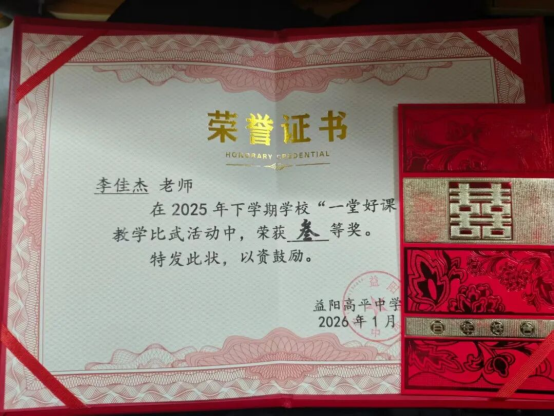 荣誉证书
HONORARY CREDENTIAL
李佳杰 老师
在 2025 年下学期学校“一堂好课
教学比武活动中，荣获 叁 等奖。
特发此状，以资鼓励。
益阳高平中学
2026 年 1 月
囍